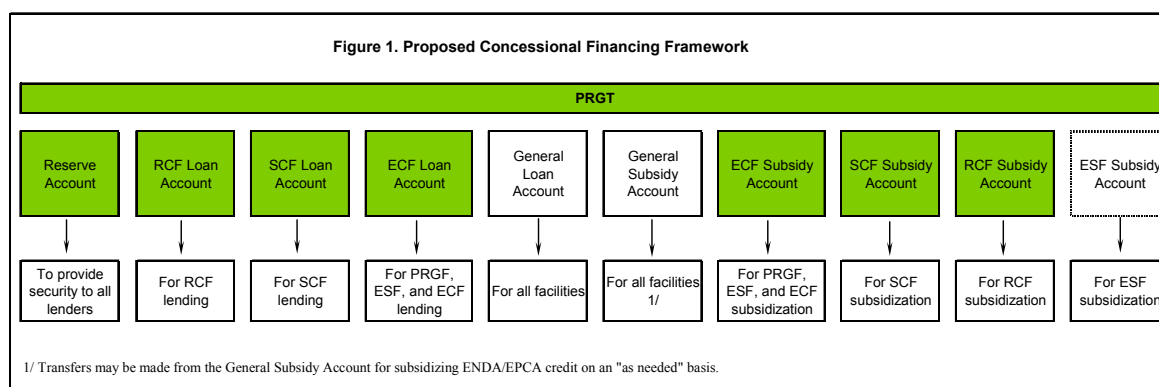 Figure 1. Proposed Concessional Financing Framework
PRGT
Reserve
Account
RCF Loan
Account
SCF Loan
Account
ECF Loan
Account
General
Loan
Account
General
Subsidy
Account
ECF Subsidy
Account
SCF Subsidy
Account
RCF Subsidy
Account
ESF Subsidy
Account
To provide
security to all
lenders
For RCF
lending
For SCF
lending
For PRGF,
ESF, and ECF
lending
For all facilities
For all facilities
1/
For PRGF,
ESF, and ECF
subsidization
For SCF
subsidization
For RCF
subsidization
For ESF
subsidization
1/ Transfers may be made from the General Subsidy Account for subsidizing ENDA/EPCA credit on an "as needed" basis.